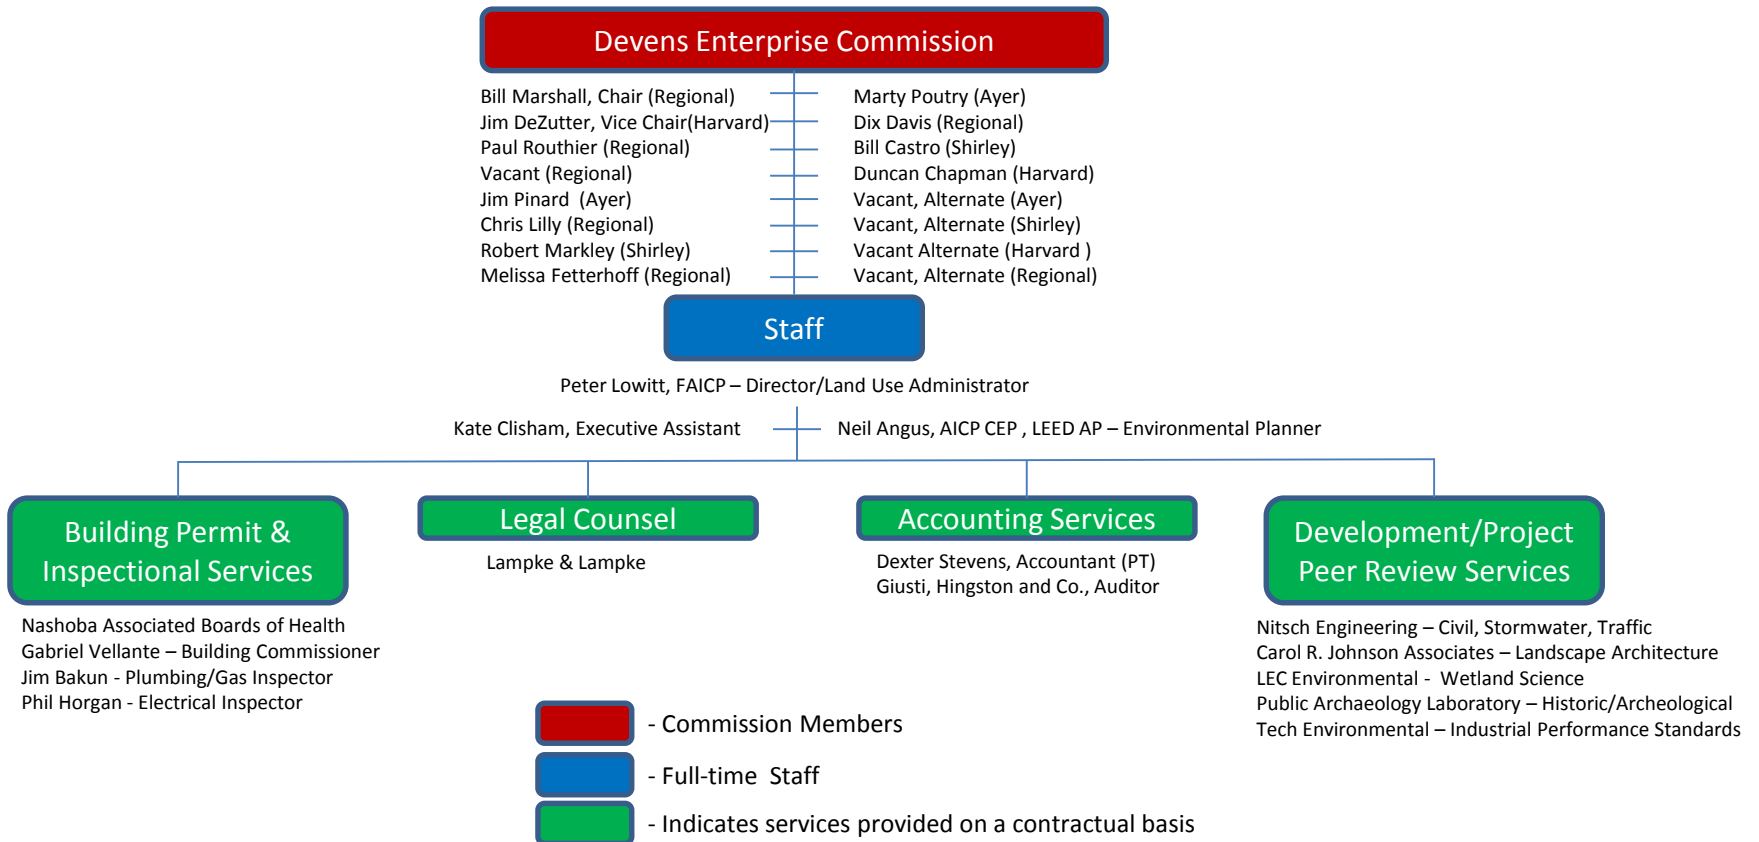 Devens Enterprise Commission
Bill Marshall, Chair (Regional)
Jim DeZutter, Vice Chair(Harvard)
Paul Routhier (Regional)
Vacant (Regional)
Jim Pinard  (Ayer)
Chris Lilly (Regional)
Robert Markley (Shirley)
Melissa Fetterhoff (Regional)
Marty Poutry (Ayer)
Dix Davis (Regional)
Bill Castro (Shirley)
Duncan Chapman (Harvard)
Vacant, Alternate (Ayer)
Vacant, Alternate (Shirley)
Vacant Alternate (Harvard )
Vacant, Alternate (Regional)
Staff
Peter Lowitt, FAICP – Director/Land Use Administrator
Kate Clisham, Executive Assistant
Neil Angus, AICP CEP , LEED AP – Environmental Planner
Building Permit &
Inspectional Services
Nashoba Associated Boards of Health
Gabriel Vellante – Building Commissioner
Jim Bakun - Plumbing/Gas Inspector
Phil Horgan - Electrical Inspector
Legal Counsel
Lampke & Lampke
Accounting Services
Dexter Stevens, Accountant (PT)
Giusti, Hingston and Co., Auditor
Development/Project
Peer Review Services
Nitsch Engineering – Civil, Stormwater, Traffic
Carol R. Johnson Associates – Landscape Architecture
LEC Environmental -  Wetland Science
Public Archaeology Laboratory – Historic/Archeological
Tech Environmental – Industrial Performance Standards
- Commission Members
- Full-time  Staff
- Indicates services provided on a contractual basis